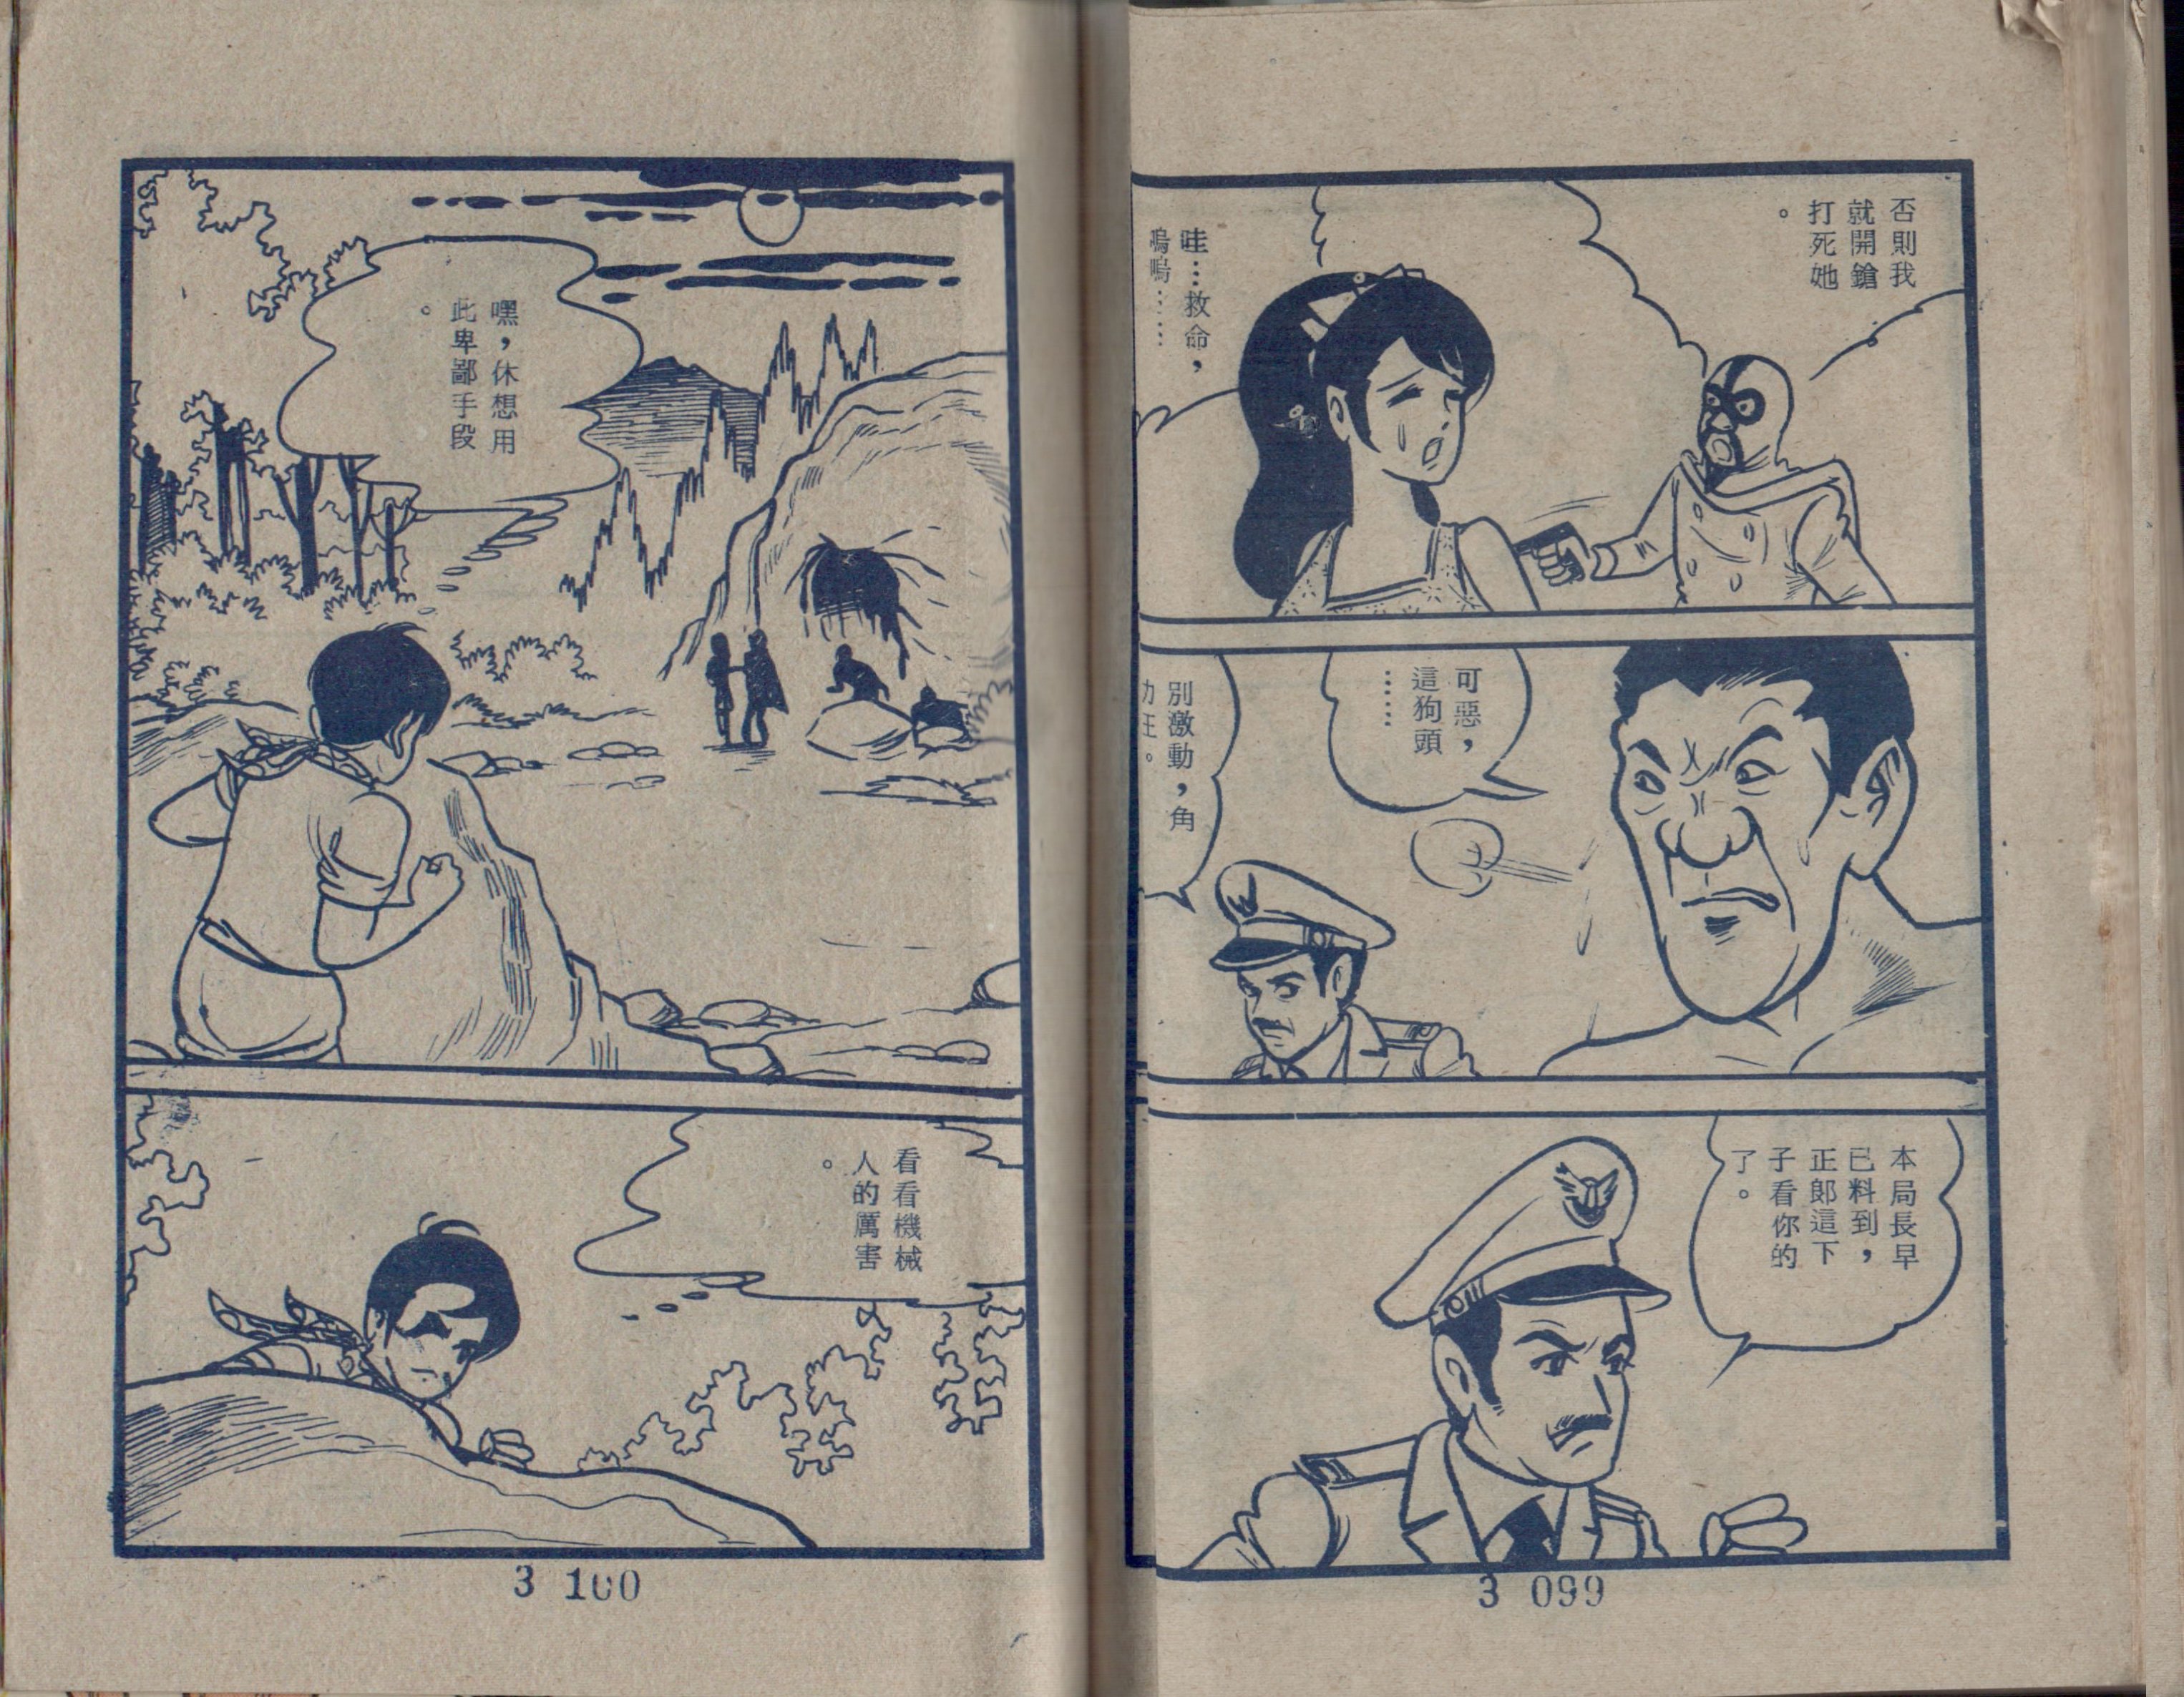 否則我
就開鎗
打死她
。
哇…救命，
嗚嗚……
可惡，
這狗頭
……
別激動，角
力王。
本局長早
已料到，
正郎這下
子看你的
了。
3 099
嘿，休想用
此卑鄙手段
。
看看機械
人的厲害
。
3 100